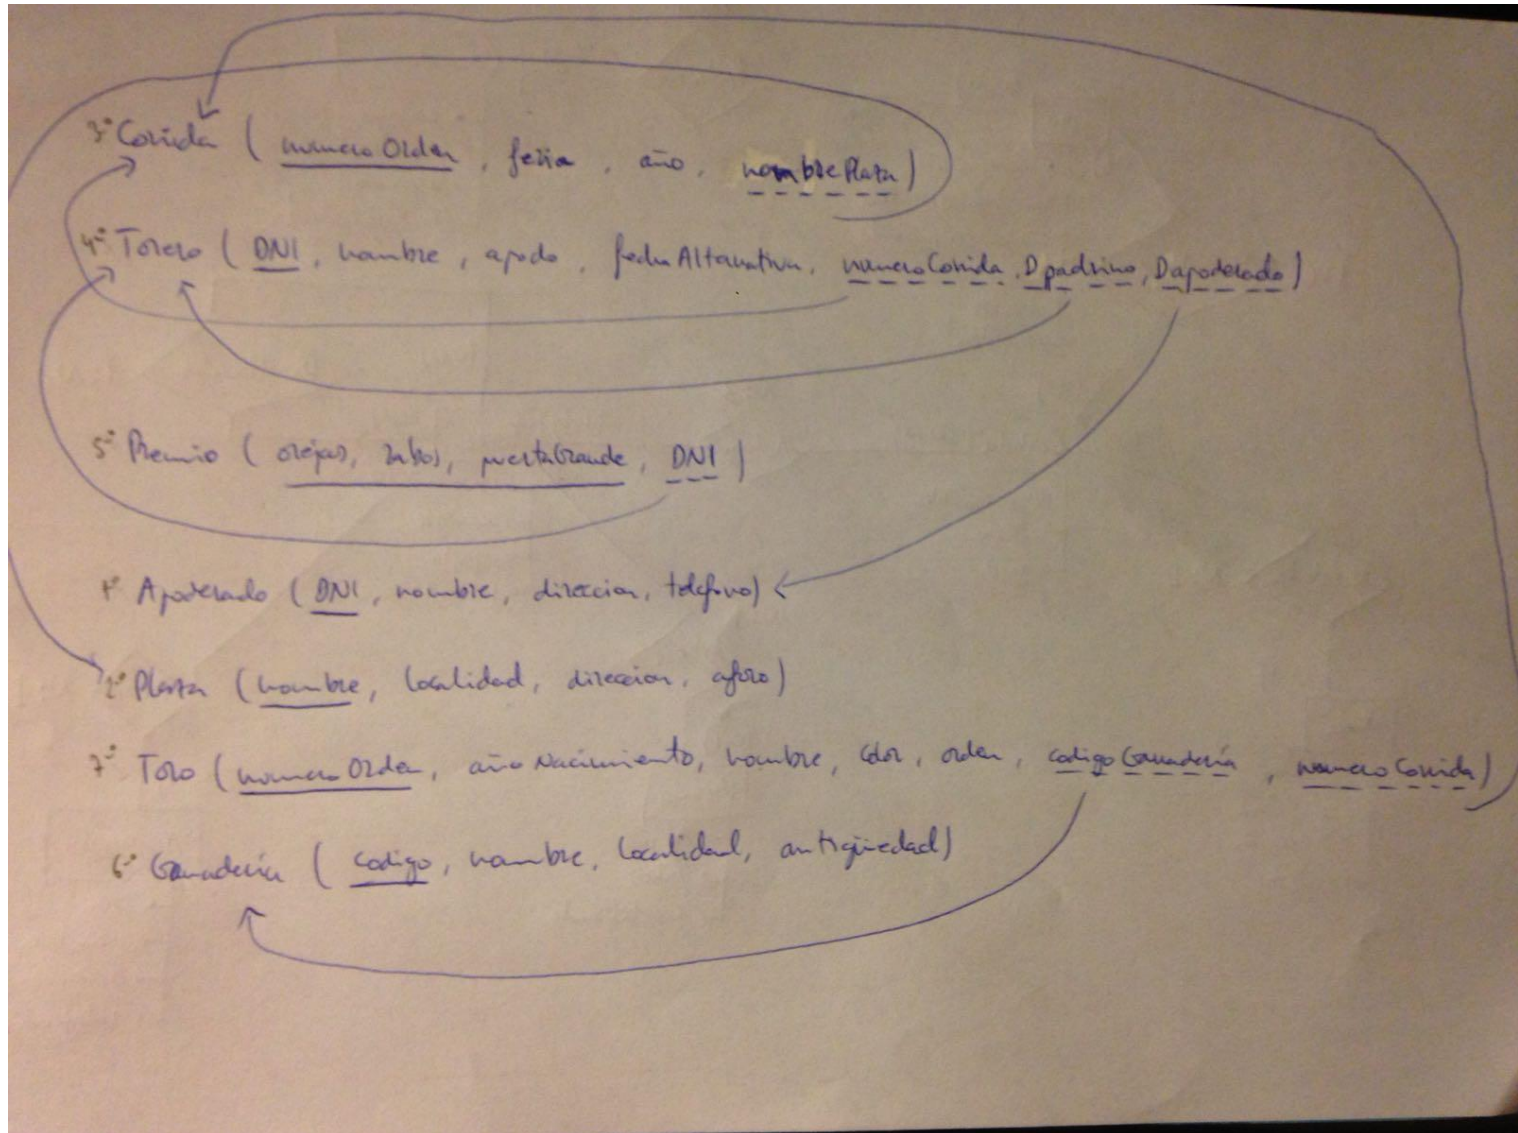 3º Corrida ( numeroOrden , feria , año , nombrePlaza )
4º Torero ( DNI , nombre , apodo , fechaAlternativa , numeroCorrida , Dpadrino , Dapoderado )
5º Premio ( orejas , rabos , puertaGrande , DNI )
1º Apoderado ( DNI , nombre , direccion , telefono )
2º Plaza ( nombre , localidad , direccion , aforo )
7º Toro ( numeroOrden , añoNacimiento , nombre , color , orden , codigoGanadería , numeroCorrida )
6º Ganadería ( codigo , nombre , localidad , antigüedad )